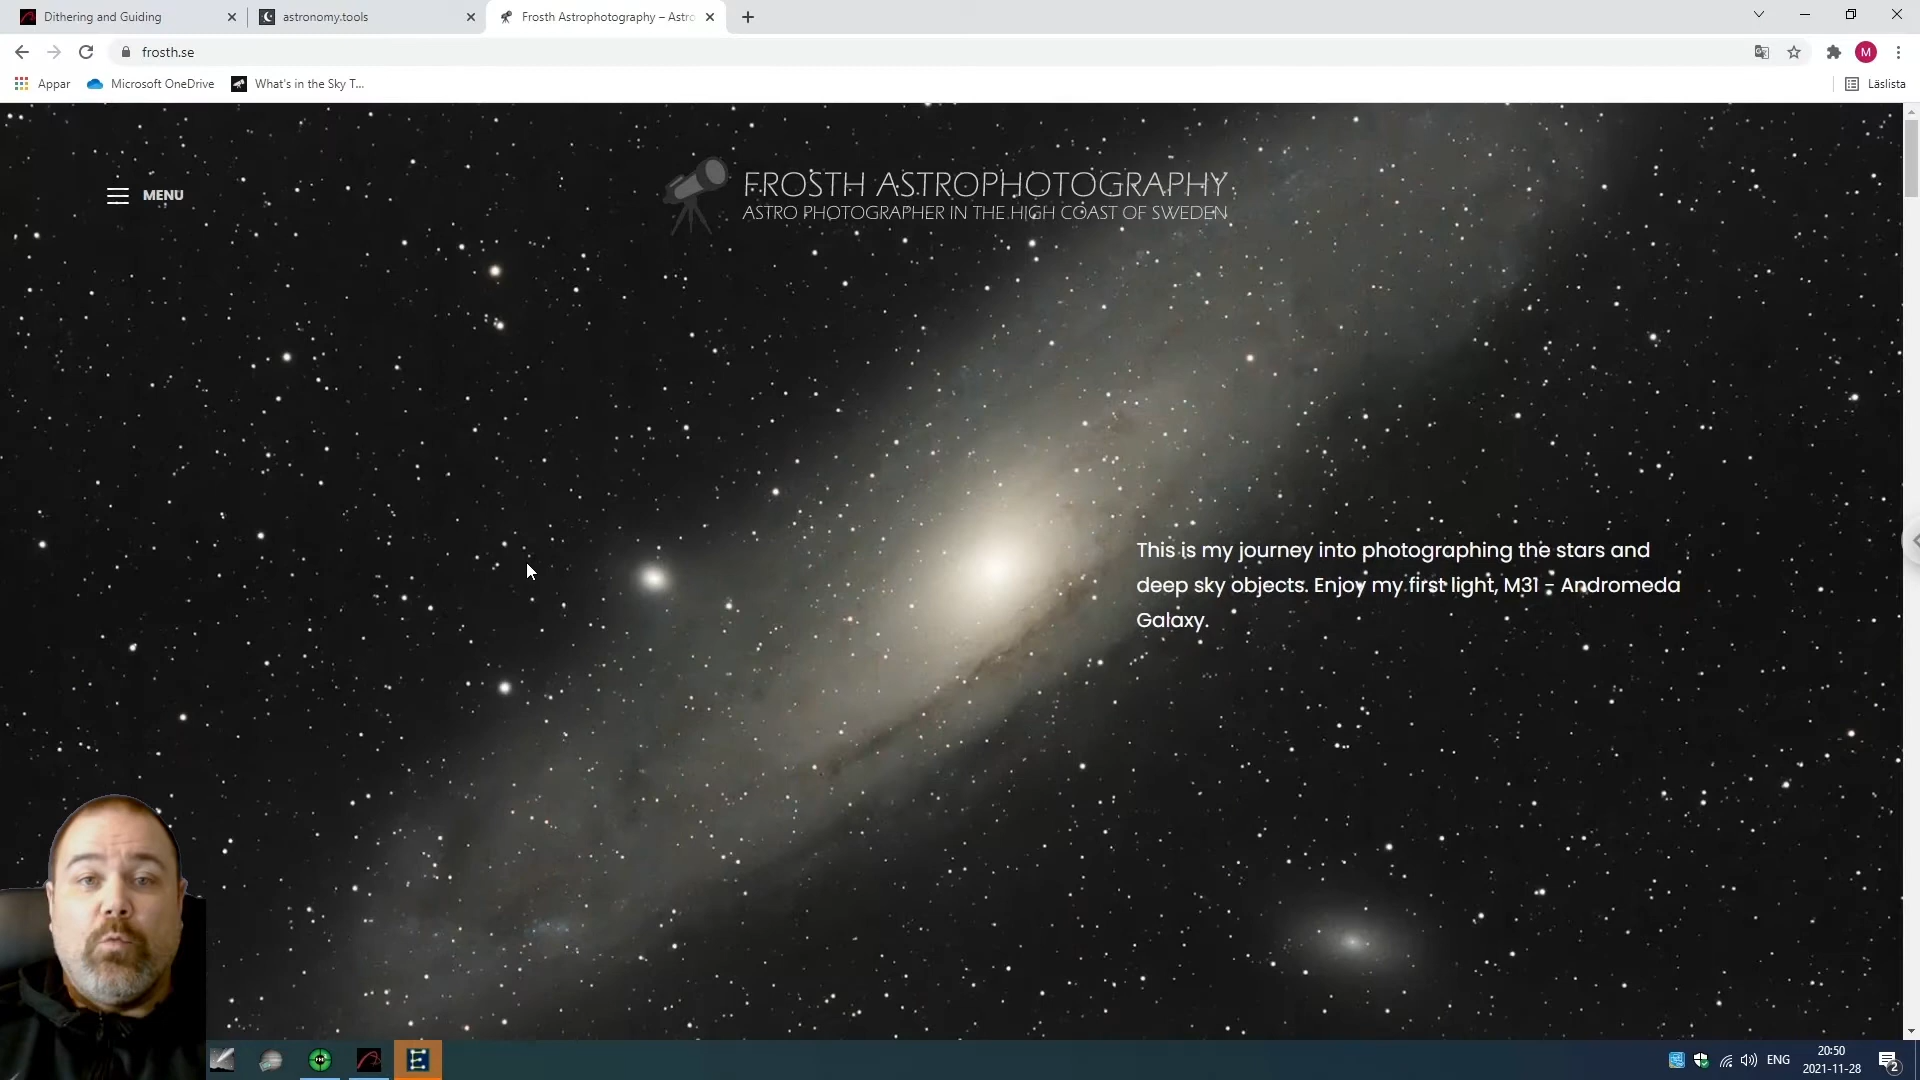 Dithering and Guiding
astronomy.tools
Frosth Astrophotography – Astro
frosth.se
M
Appar
Microsoft OneDrive
What's in the Sky T...
Läslista
MENU
FROSTH ASTROPHOTOGRAPHY
ASTRO PHOTOGRAPHER IN THE HIGH COAST OF SWEDEN
This is my journey into photographing the stars and
deep sky objects. Enjoy my first light, M31 - Andromeda
Galaxy.
ENG
20:50
2021-11-28
2